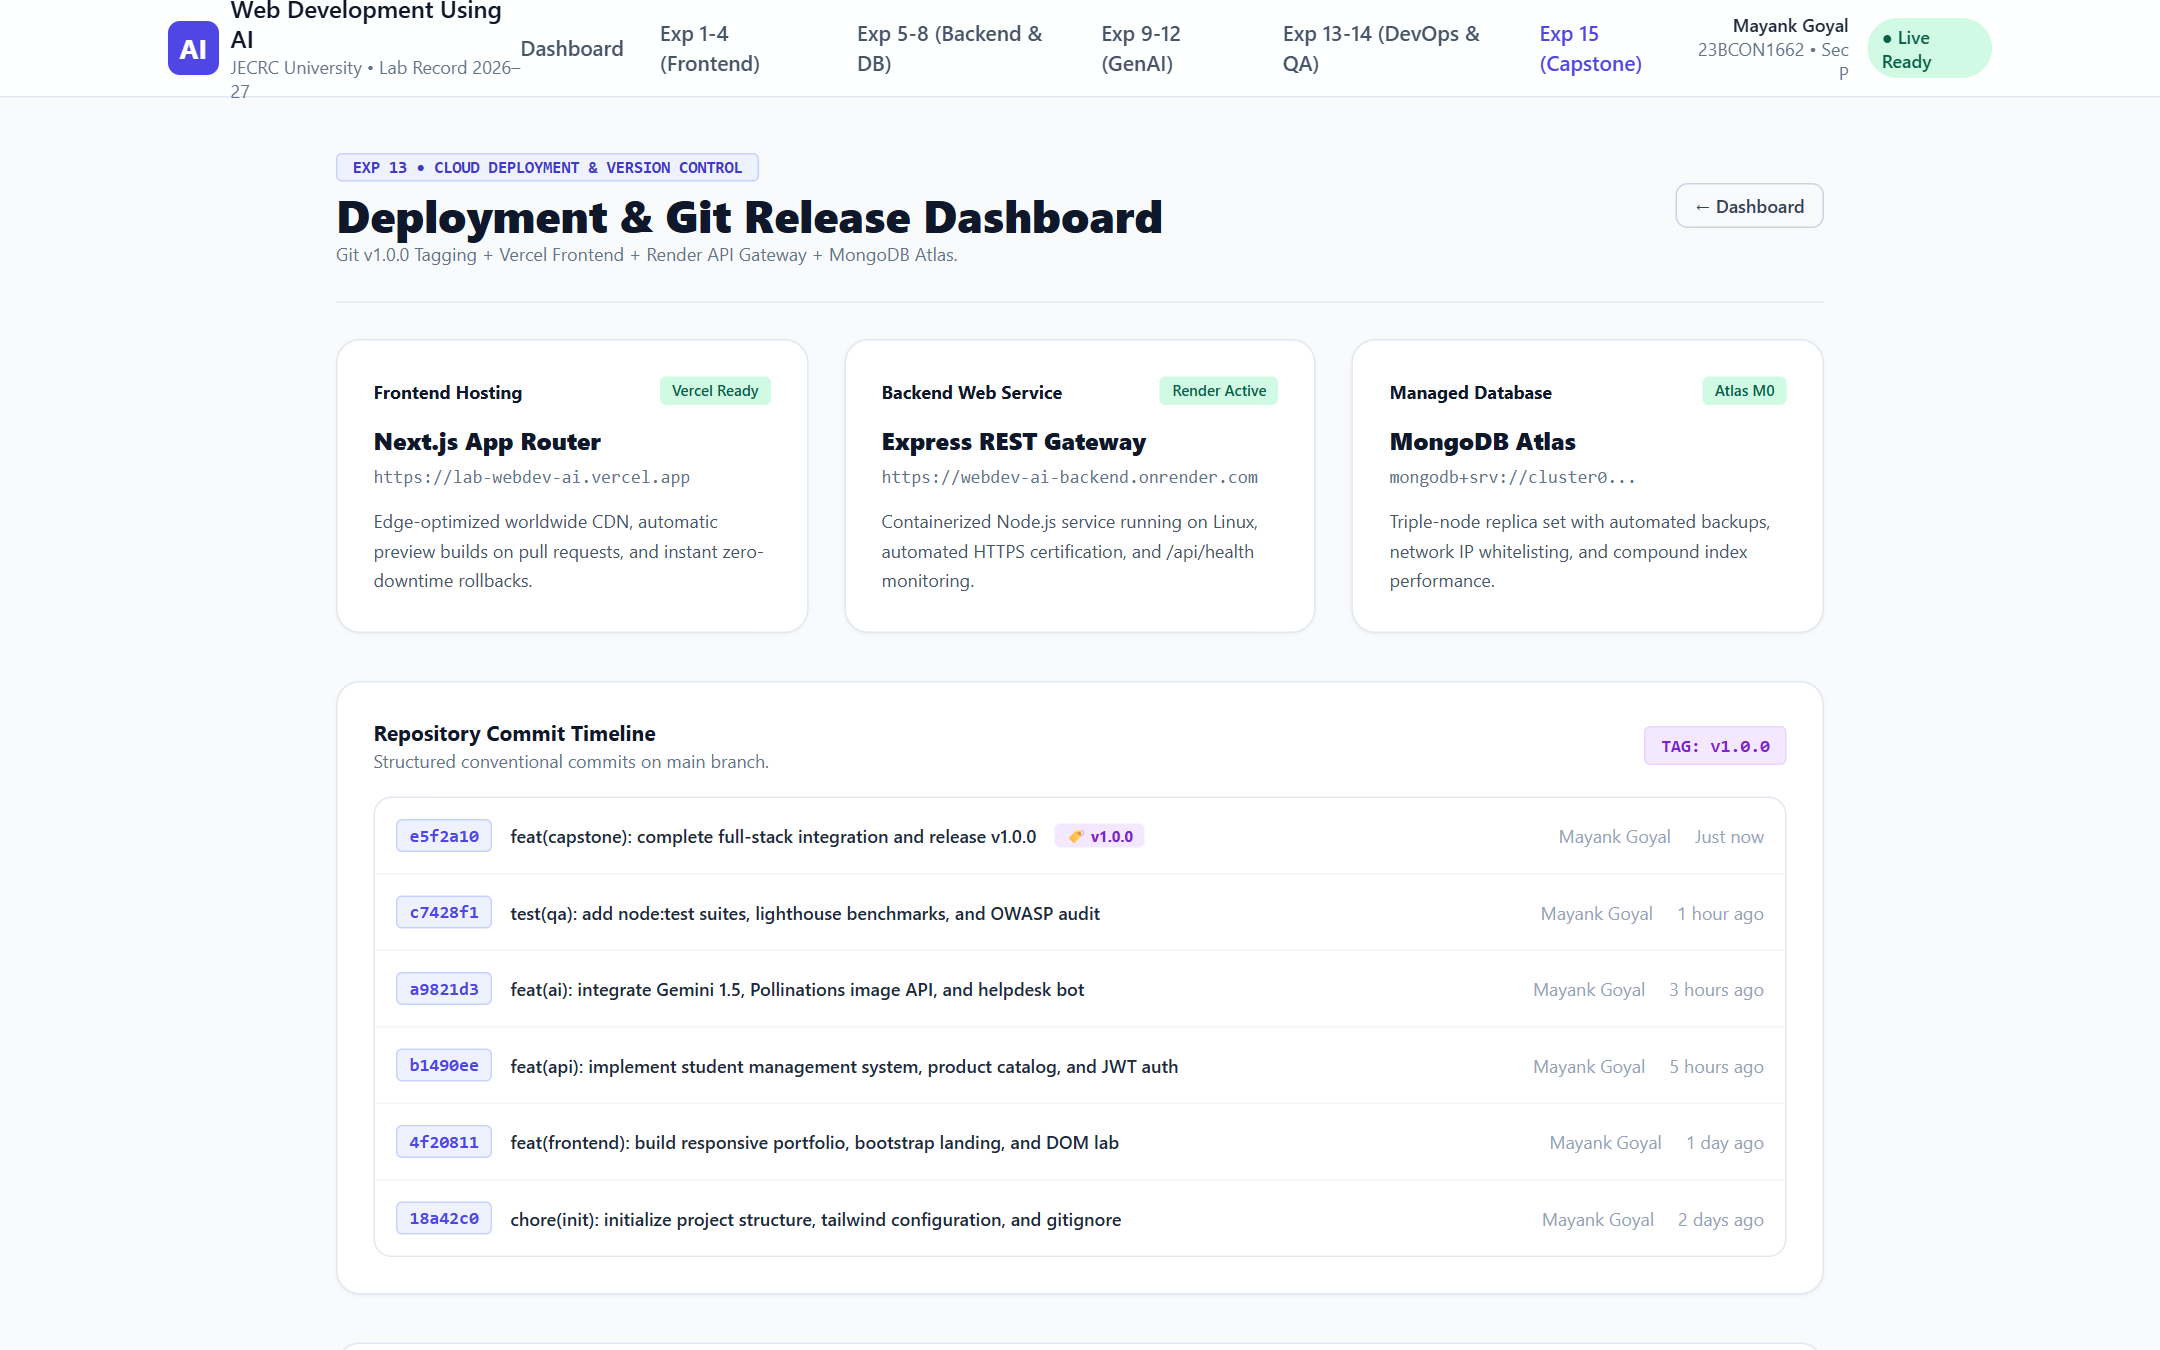 AI
Web Development Using
AI
JECRC University • Lab Record 2026–
27
Dashboard
Exp 1-4
(Frontend)
Exp 5-8 (Backend &
DB)
Exp 9-12
(GenAI)
Exp 13-14 (DevOps &
QA)
Exp 15
(Capstone)
Mayank Goyal
23BCON1662 • Sec
P
● Live
Ready
EXP 13 • CLOUD DEPLOYMENT & VERSION CONTROL
Deployment & Git Release Dashboard
Git v1.0.0 Tagging + Vercel Frontend + Render API Gateway + MongoDB Atlas.
← Dashboard
Frontend Hosting
Vercel Ready
Next.js App Router
https://lab-webdev-ai.vercel.app
Edge-optimized worldwide CDN, automatic
preview builds on pull requests, and instant zero-
downtime rollbacks.
Backend Web Service
Render Active
Express REST Gateway
https://webdev-ai-backend.onrender.com
Containerized Node.js service running on Linux,
automated HTTPS certification, and /api/health
monitoring.
Managed Database
Atlas M0
MongoDB Atlas
mongodb+srv://cluster0...
Triple-node replica set with automated backups,
network IP whitelisting, and compound index
performance.
Repository Commit Timeline
Structured conventional commits on main branch.
TAG: v1.0.0
e5f2a10 feat(capstone): complete full-stack integration and release v1.0.0 🏷️ v1.0.0 Mayank Goyal Just now
c7428f1 test(qa): add node:test suites, lighthouse benchmarks, and OWASP audit Mayank Goyal 1 hour ago
a9821d3 feat(ai): integrate Gemini 1.5, Pollinations image API, and helpdesk bot Mayank Goyal 3 hours ago
b1490ee feat(api): implement student management system, product catalog, and JWT auth Mayank Goyal 5 hours ago
4f20811 feat(frontend): build responsive portfolio, bootstrap landing, and DOM lab Mayank Goyal 1 day ago
18a42c0 chore(init): initialize project structure, tailwind configuration, and gitignore Mayank Goyal 2 days ago